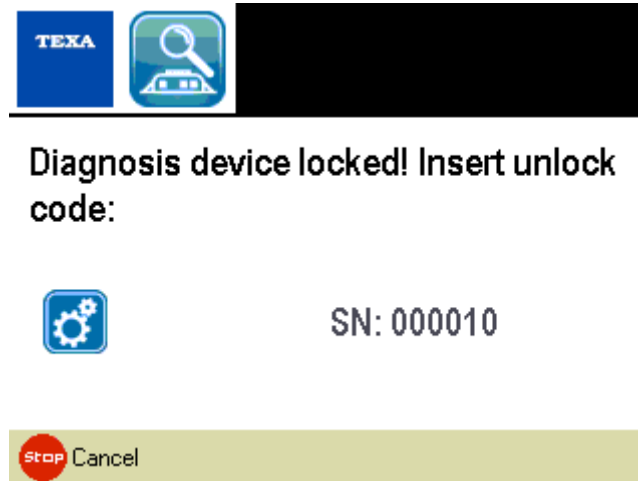 TEXA
Diagnosis device locked! Insert unlock
code:
SN: 000010
STOP Cancel